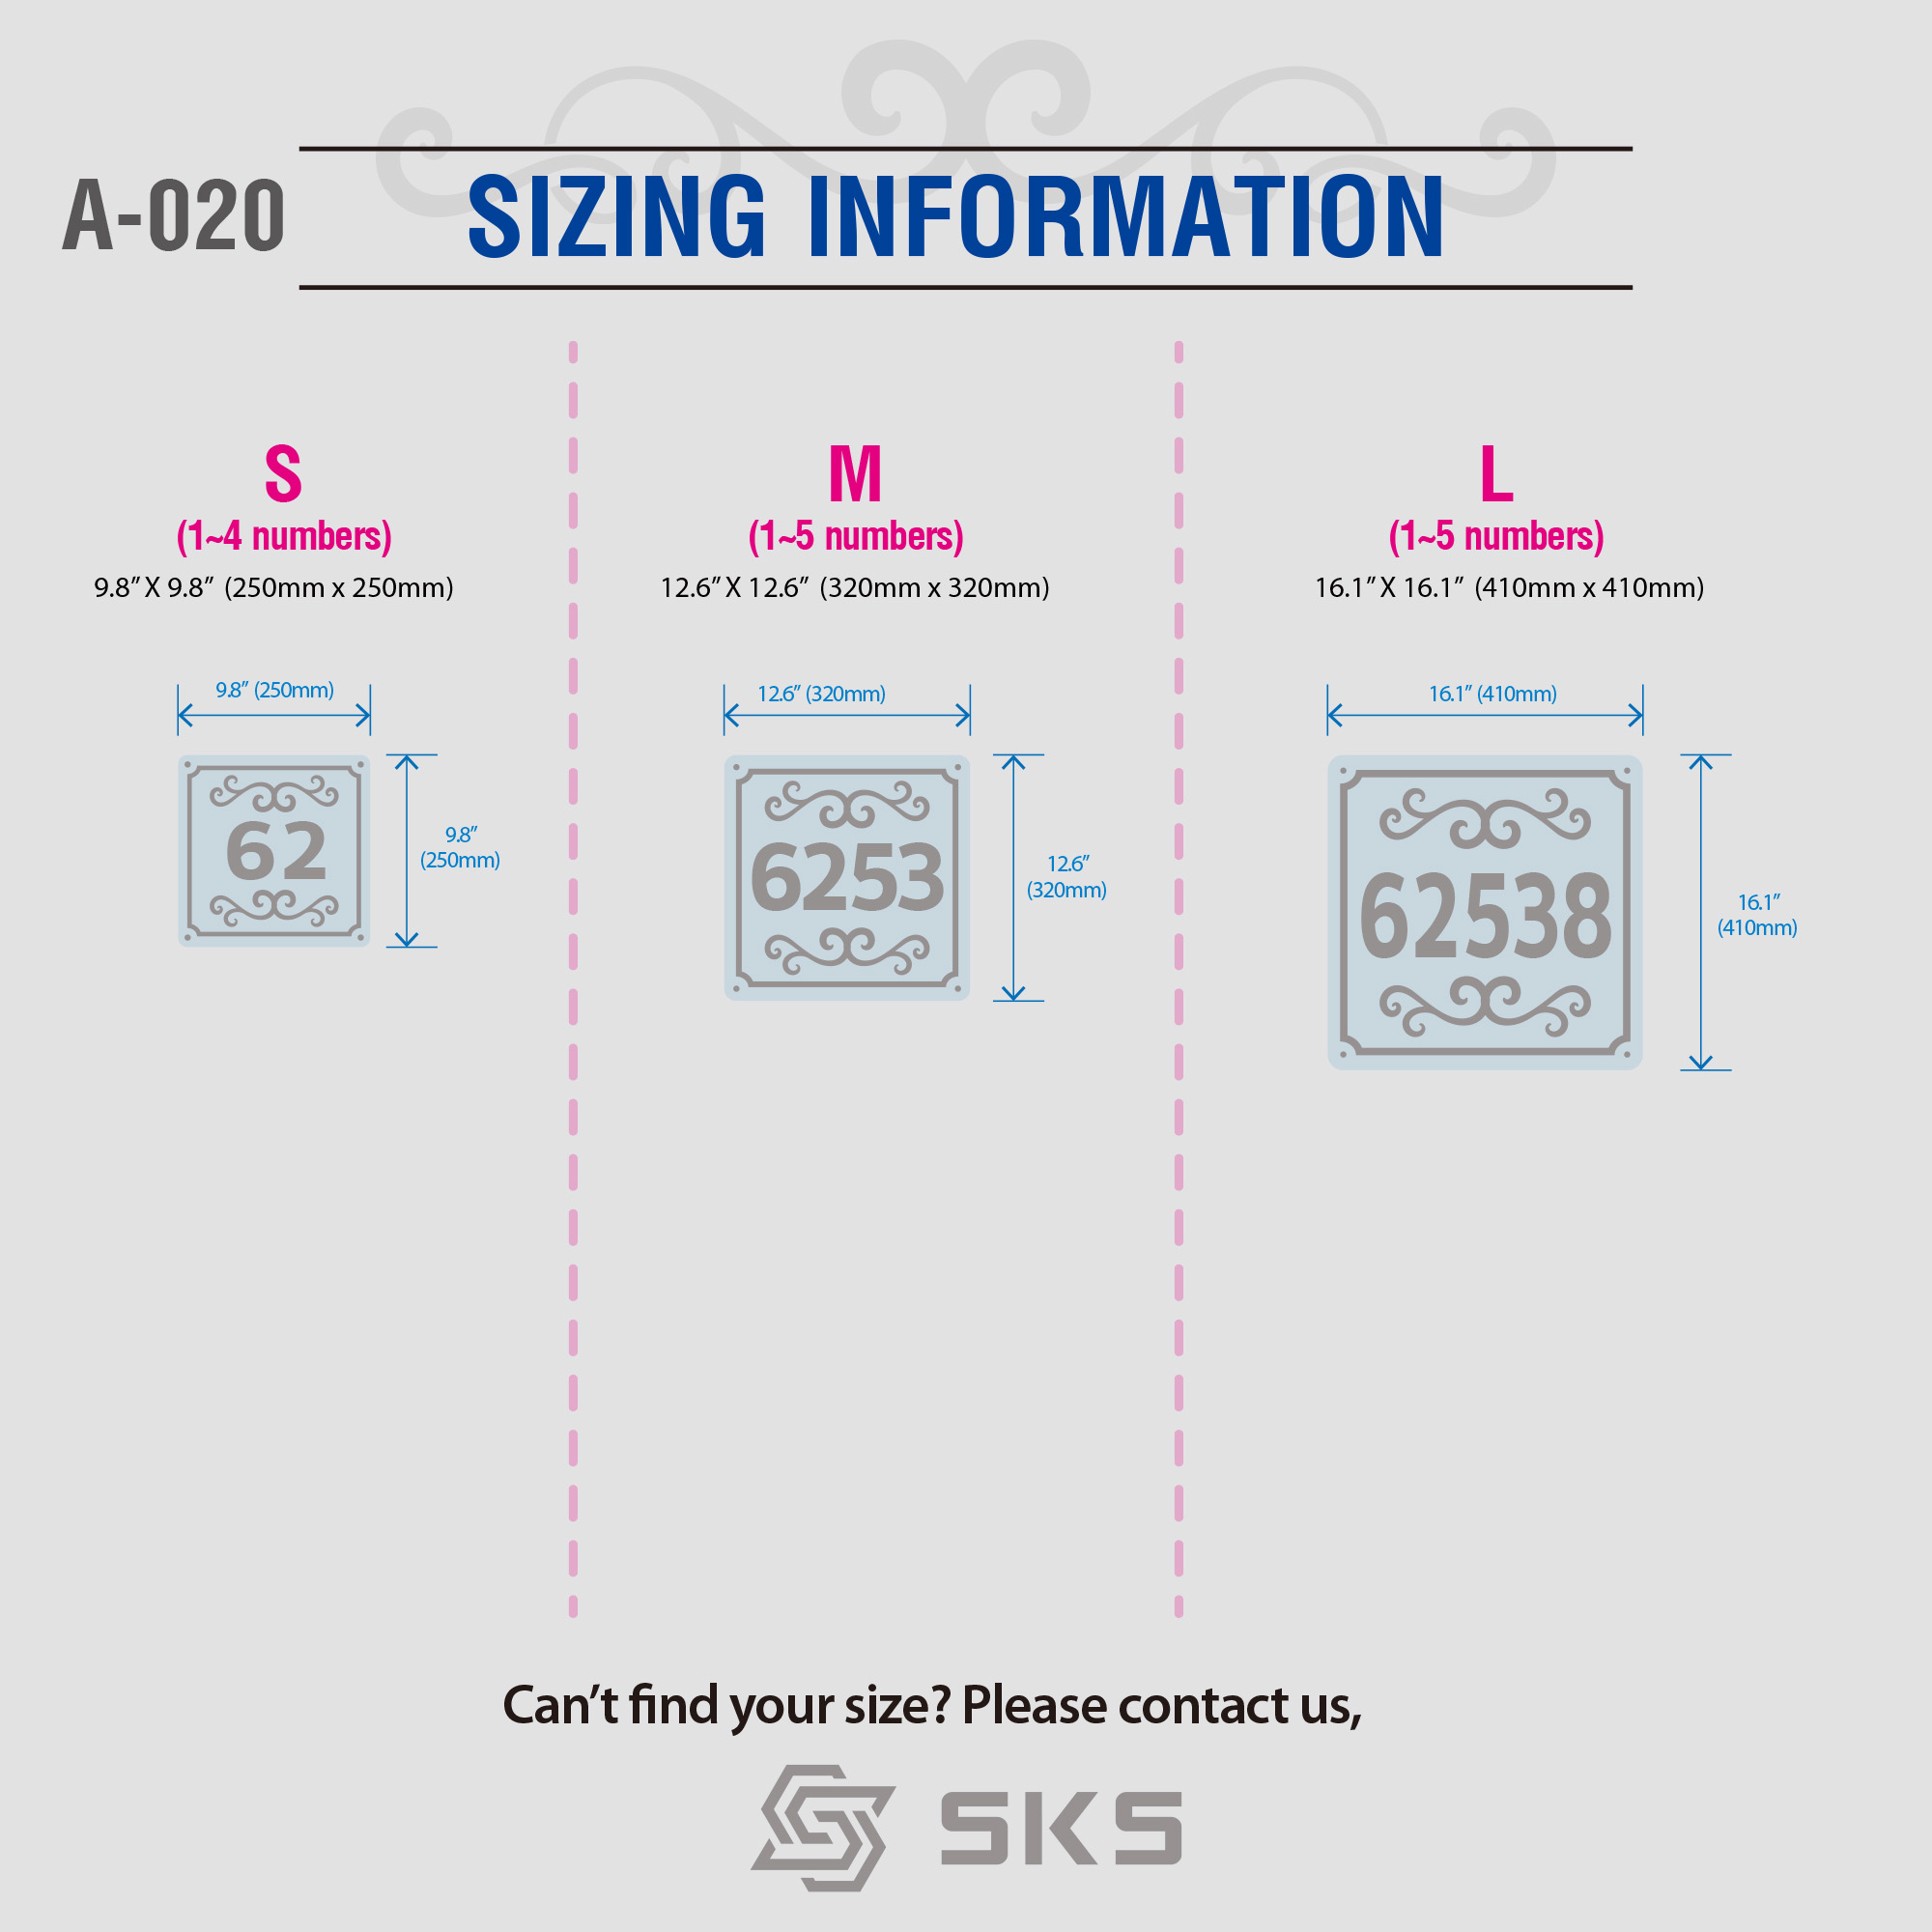 A-020
SIZING INFORMATION
S
(1~4 numbers)
9.8” X 9.8” (250mm x 250mm)
9.8” (250mm)
9.8”
(250mm)
62
M
(1~5 numbers)
12.6” X 12.6” (320mm x 320mm)
12.6” (320mm)
12.6”
(320mm)
6253
L
(1~5 numbers)
16.1” X 16.1” (410mm x 410mm)
16.1” (410mm)
16.1”
(410mm)
62538
Can’t find your size? Please contact us,
SKS